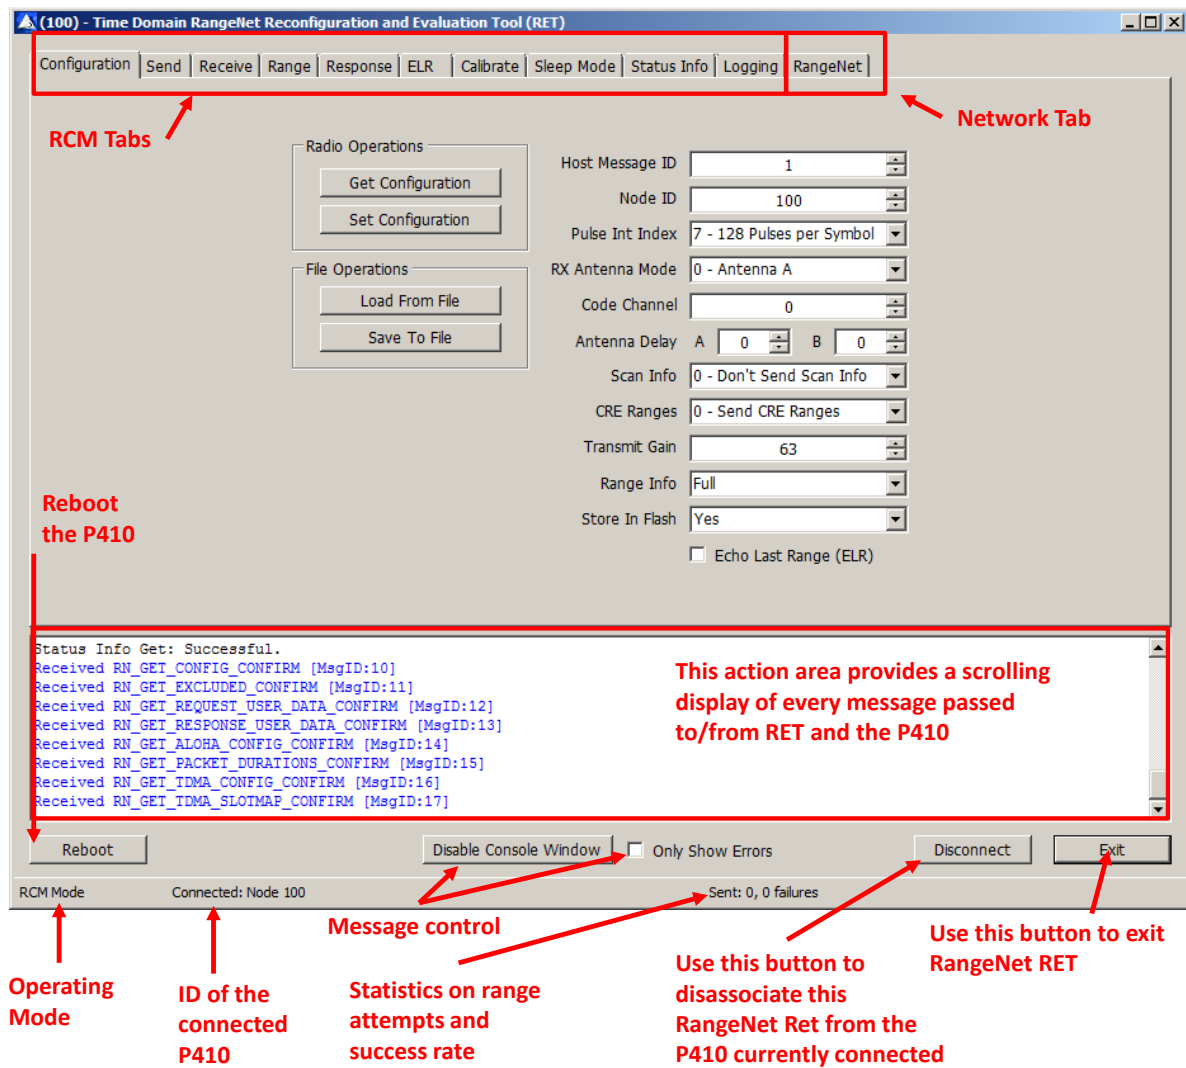 (100) - Time Domain RangeNet Reconfiguration and Evaluation Tool (RET)
Configuration Send Receive Range Response ELR Calibrate Sleep Mode Status Info Logging RangeNet
RCM Tabs
Network Tab
Radio Operations
Get Configuration
Set Configuration
File Operations
Load From File
Save To File
Host Message ID 1
Node ID 100
Pulse Int Index 7 - 128 Pulses per Symbol
RX Antenna Mode 0 - Antenna A
Code Channel 0
Antenna Delay A 0 B 0
Scan Info 0 - Don't Send Scan Info
CRE Ranges 0 - Send CRE Ranges
Transmit Gain 63
Range Info Full
Store In Flash Yes
Echo Last Range (ELR)
Reboot
the P410
Status Info Get: Successful.
Received RN_GET_CONFIG_CONFIRM [MsgID:10]
Received RN_GET_EXCLUDED_CONFIRM [MsgID:11]
Received RN_GET_REQUEST_USER_DATA_CONFIRM [MsgID:12]
Received RN_GET_RESPONSE_USER_DATA_CONFIRM [MsgID:13]
Received RN_GET_ALOHA_CONFIG_CONFIRM [MsgID:14]
Received RN_GET_PACKET_DURATIONS_CONFIRM [MsgID:15]
Received RN_GET_TDMA_CONFIG_CONFIRM [MsgID:16]
Received RN_GET_TDMA_SLOTMAP_CONFIRM [MsgID:17]
This action area provides a scrolling
display of every message passed
to/from RET and the P410
Reboot Disable Console Window Only Show Errors Disconnect Exit
RCM Mode Connected: Node 100 Sent: 0, 0 failures
Operating
Mode
ID of the
connected
P410
Message control
Statistics on range
attempts and
success rate
Use this button to
disassociate this
RangeNet Ret from the
P410 currently connected
Use this button to exit
RangeNet RET